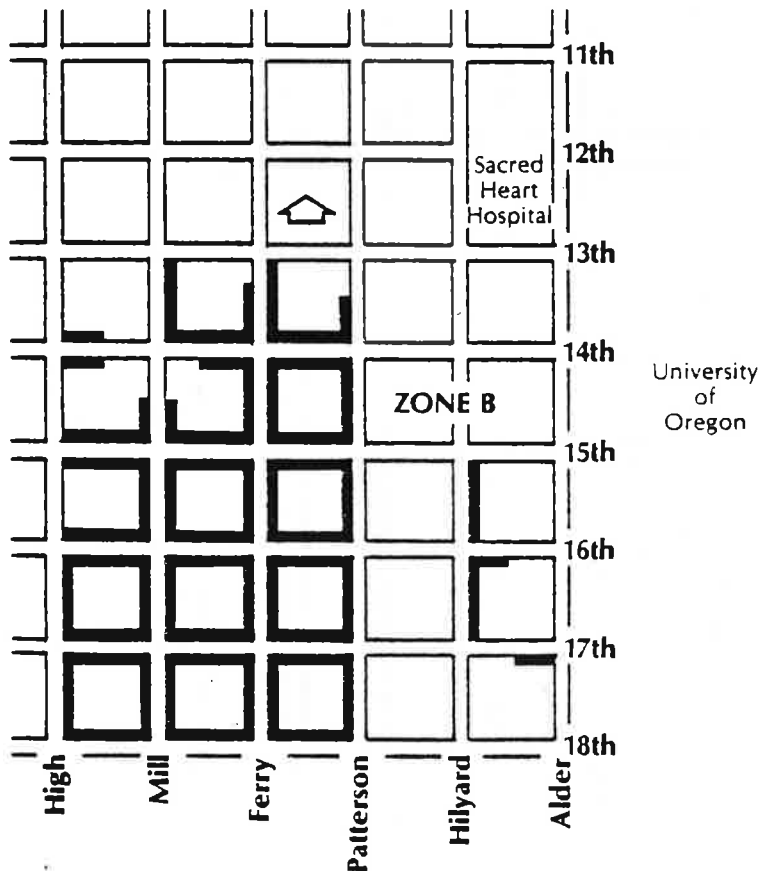 11th
12th
Sacred
Heart
Hospital
13th
14th
University
of
Oregon
ZONE B
15th
16th
17th
18th
High
Mill
Ferry
Patterson
Hilyard
Alder